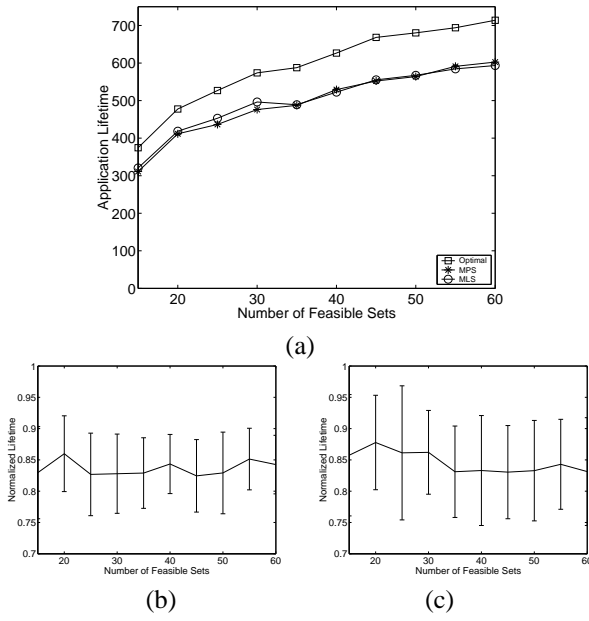 700
600
500
400
300
200
100
0
Application Lifetime
20 30 40 50 60
Number of Feasible Sets
Optimal
MPS
MLS
(a)
1
0.95
0.9
0.85
0.8
0.75
0.7
Normalized Lifetime
20 30 40 50 60
Number of Feasible Sets
(b)
1
0.95
0.9
0.85
0.8
0.75
0.7
Normalized Lifetime
20 30 40 50 60
Number of Feasible Sets
(c)